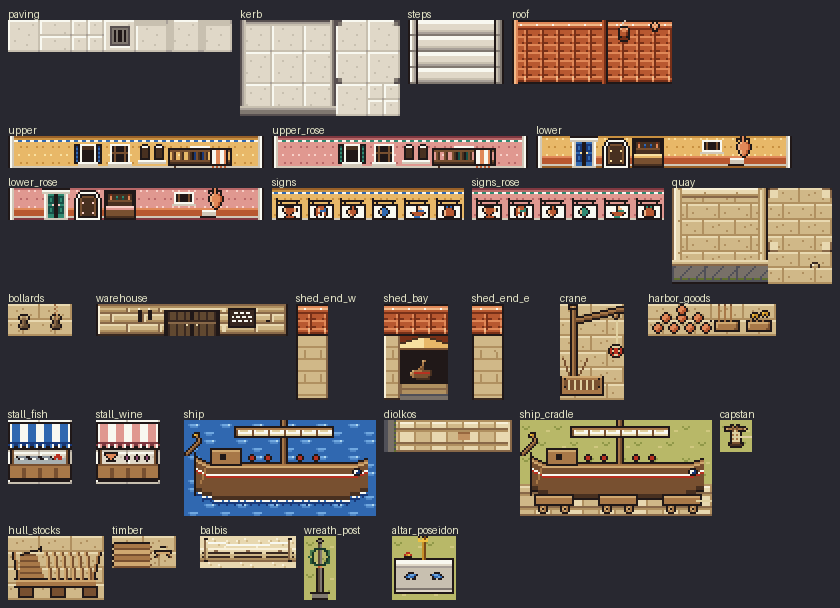 paving kerb steps roof
upper upper_rose lower
lower_rose signs signs_rose quay
bollards warehouse shed_end_w shed_bay shed_end_e crane harbor_goods
stall_fish stall_wine ship diolkos ship_cradle capstan
hull_stocks timber balbis wreath_post altar_poseidon